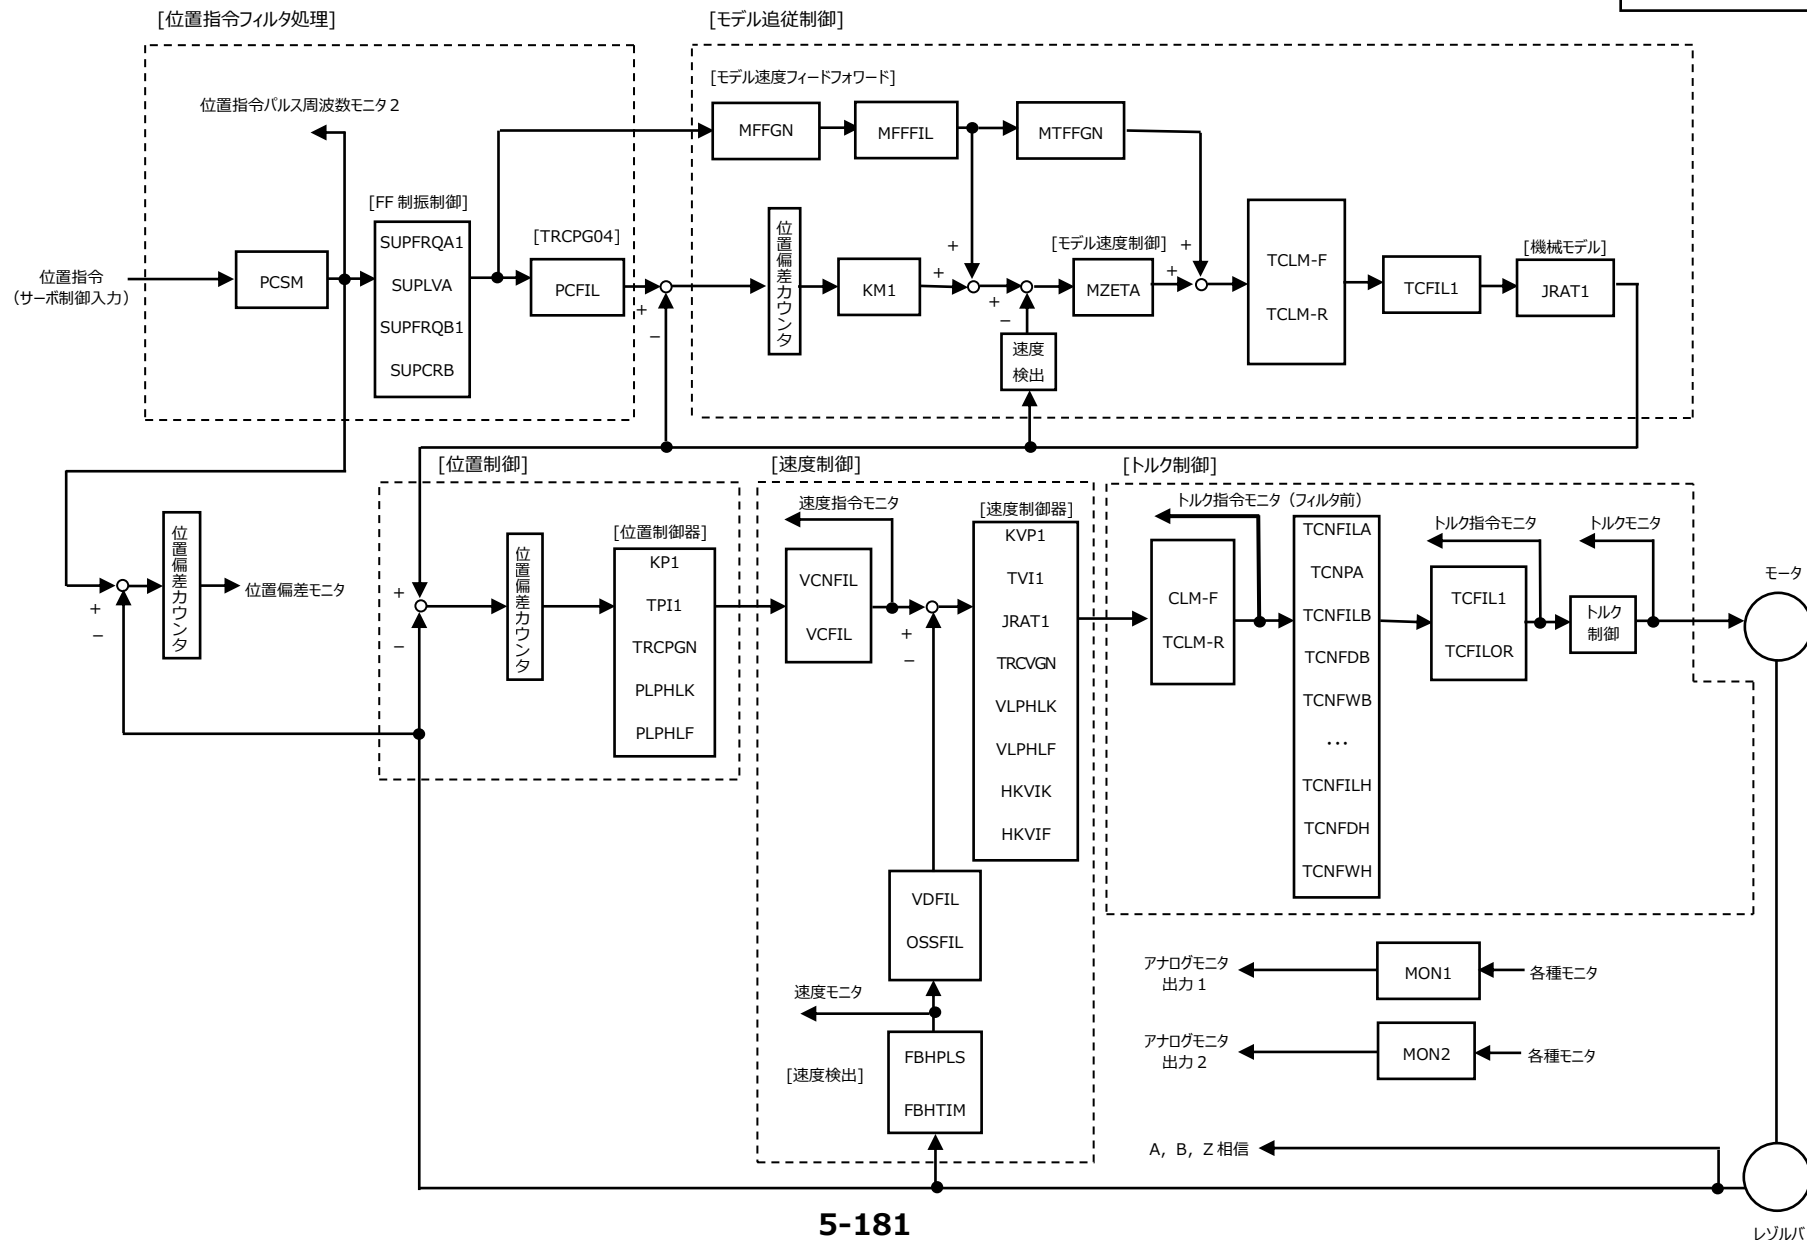 [位置指令フィルタ処理]
[モデル追従制御]
[モデル速度フィードフォワード]
位置指令パルス周波数モニタ2
MFFGN
MFFFIL
MTFFGN
[FF 制振制御]
SUPFRQA1
SUPLVA
SUPFRQB1
SUPCRB
[TRCPG04]
PCFIL
位置指令
（サーボ制御入力）
PCSM
+
−
位置偏差カウンタ
KM1
+
+
+
−
速度
検出
[モデル速度制御]
MZETA
+
+
TCLM-F
TCLM-R
TCFIL1
[機械モデル]
JRAT1
[位置制御]
[速度制御]
[トルク制御]
+
−
位置偏差カウンタ
位置偏差モニタ
+
−
位置偏差カウンタ
[位置制御器]
KP1
TPI1
TRCPGN
PLPHLK
PLPHLF
速度指令モニタ
VCNFIL
VCFIL
+
−
[速度制御器]
KVP1
TVI1
JRAT1
TRCVGN
VLPHLK
VLPHLF
HKVIK
HKVIF
トルク指令モニタ（フィルタ前）
CLM-F
TCLM-R
TCNFILA
TCNPA
TCNFILB
TCNFDB
TCNFWB
…
TCNFILH
TCNFDH
TCNFWH
トルク指令モニタ
TCFIL1
TCFILOR
トルクモニタ
トルク
制御
モータ
VDFIL
OSSFIL
速度モニタ
[速度検出]
FBHPLS
FBHTIM
アナログモニタ
出力1
MON1
各種モニタ
アナログモニタ
出力2
MON2
各種モニタ
A，B，Z 相信
レゾルバ
5-181